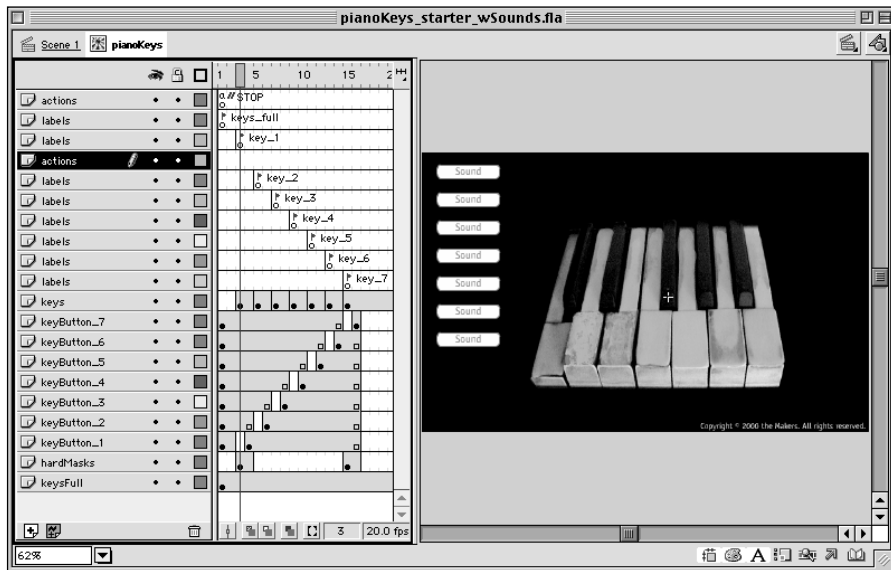 pianoKeys_starter_wSounds.fla
Scene 1 pianoKeys
1 5 10 15 2
actions
a // STOP
labels
keys_full
labels
key_1
actions
labels
key_2
labels
key_3
labels
key_4
labels
key_5
labels
key_6
labels
key_7
keys
keyButton_7
keyButton_6
keyButton_5
keyButton_4
keyButton_3
keyButton_2
keyButton_1
hardMasks
keysFull
3 20.0 fps
62%
Sound
Sound
Sound
Sound
Sound
Sound
Sound
Copyright © 2000 the Makers. All rights reserved.
A